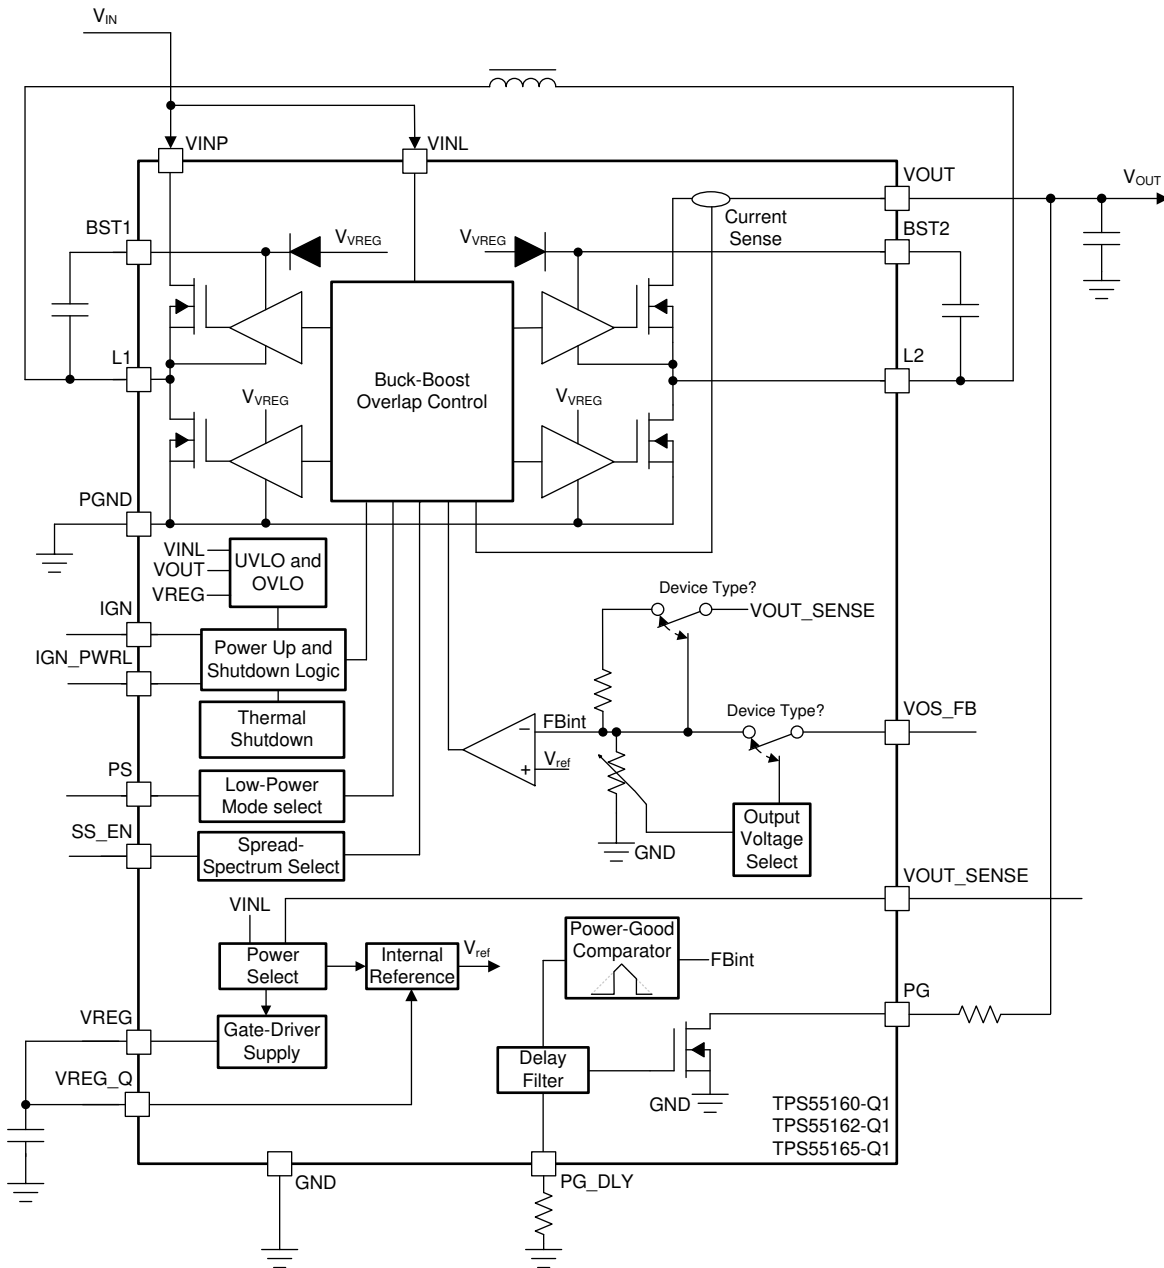 VIN
VINP
VINL
VOUT
VOUT
BST1
VVREG
VVREG
Current
Sense
BST2
L1
Buck-Boost
Overlap Control
L2
VVREG
VVREG
PGND
VINL
VOUT
VREG
UVLO and
OVLO
IGN
Power Up and
Shutdown Logic
IGN_PWRL
Thermal
Shutdown
Device Type?
VOUT_SENSE
FBint
Vref
Device Type?
VOS_FB
PS
Low-Power
Mode select
SS_EN
Spread-
Spectrum Select
GND
Output
Voltage
Select
VOUT_SENSE
VINL
Power
Select
Internal
Reference
Vref
Power-Good
Comparator
FBint
VREG
Gate-Driver
Supply
PG
VREG_Q
Delay
Filter
GND
TPS55160-Q1
TPS55162-Q1
TPS55165-Q1
GND
PG_DLY